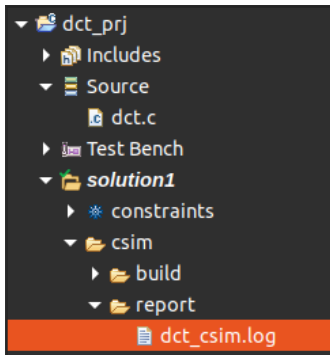 dct_prj
Includes
Source
dct.c
Test Bench
solution1
constraints
csim
build
report
dct_csim.log